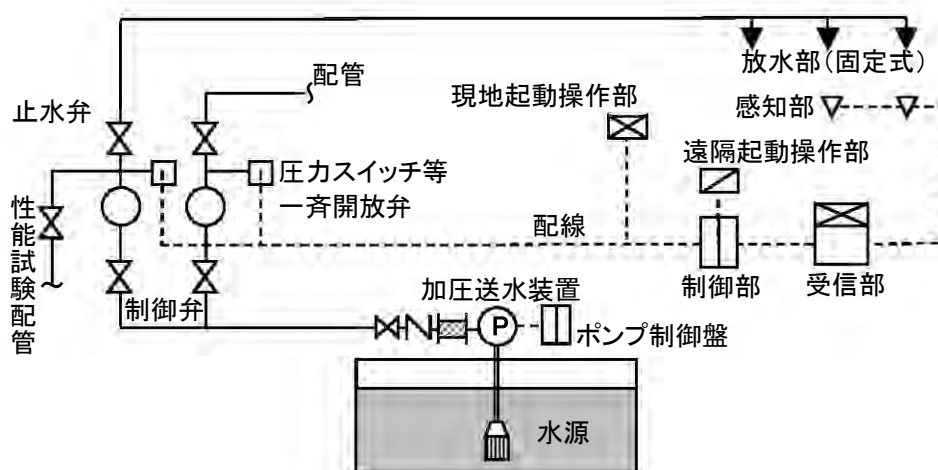 放水部(固定式)
配管
現地起動操作部
感知部
止水弁
遠隔起動操作部
圧力スイッチ等
一斉開放弁
性能試験配管
配線
制御部
受信部
制御弁
加圧送水装置
P
ポンプ制御盤
水源